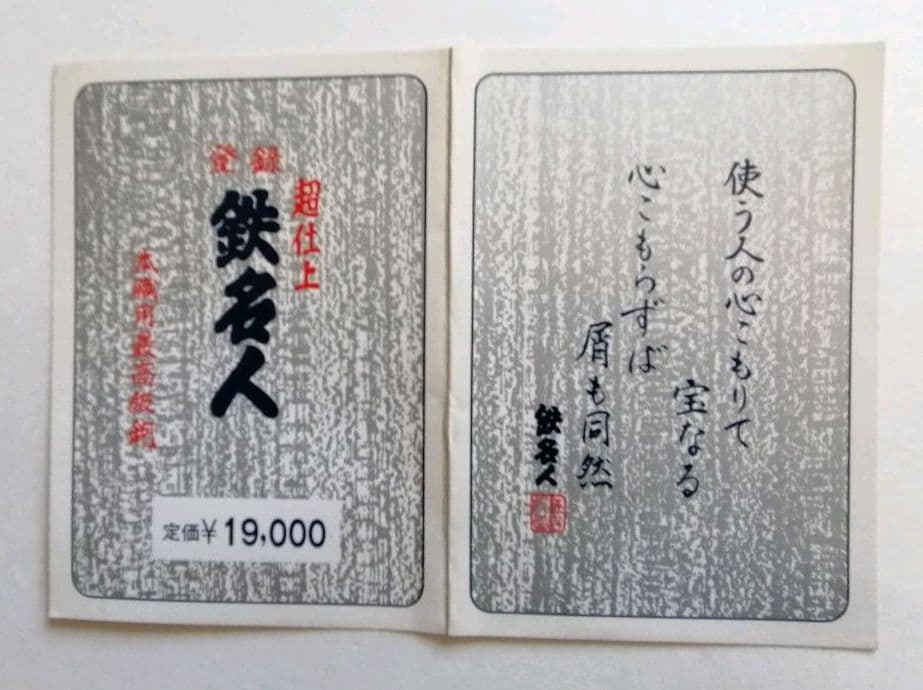 登録
超仕上
鉄名人
本職用最高級鉋
定価¥19,000
使う人の心こもりて
宝なる
心こもらずば
屑も同然
鉄名人